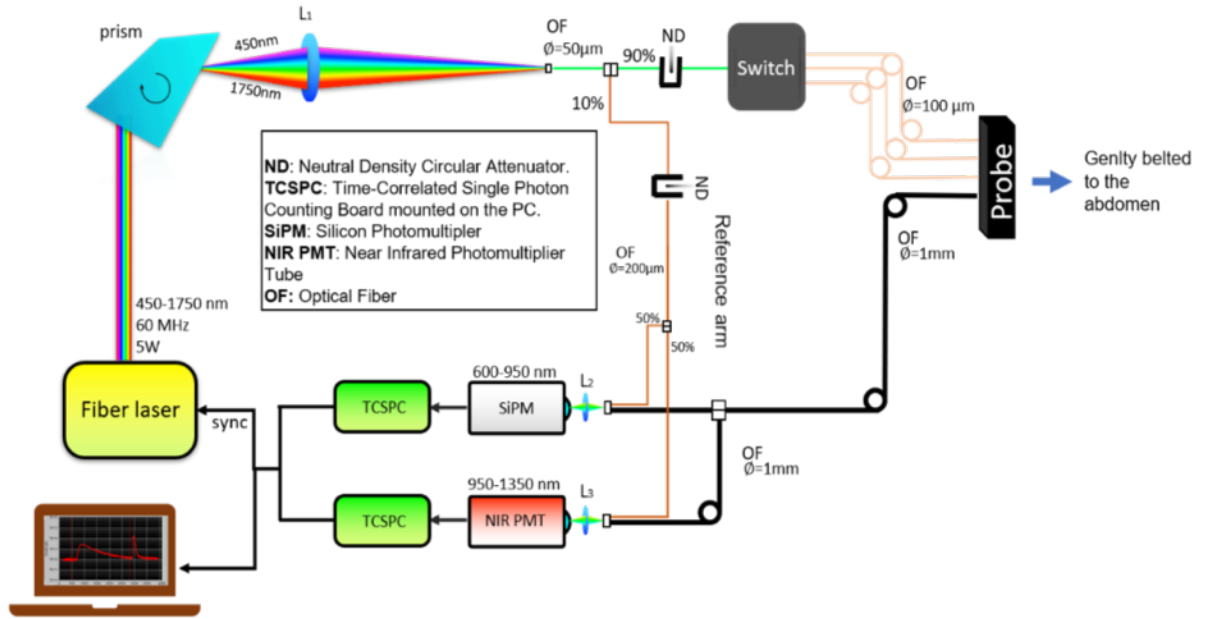 prism
450nm
1750nm
L1
OF
Ø=50µm
90%
ND
10%
Switch
OF
Ø=100 µm
Probe
Genlty belted
to the
abdomen
ND: Neutral Density Circular Attenuator.
TCSPC: Time-Correlated Single Photon
Counting Board mounted on the PC.
SiPM: Silicon Photomultipler
NIR PMT: Near Infrared Photomultiplier
Tube
OF: Optical Fiber
ND
Reference arm
OF
Ø=200µm
OF
Ø=1mm
50%
50%
450-1750 nm
60 MHz
5W
Fiber laser
sync
TCSPC
600-950 nm
SiPM
L2
TCSPC
950-1350 nm
NIR PMT
L3
OF
Ø=1mm